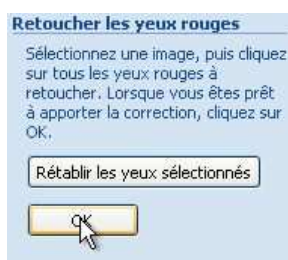 Retoucher les yeux rouges
Sélectionnez une image, puis cliquez
sur tous les yeux rouges à
retoucher. Lorsque vous êtes prêt
à apporter la correction, cliquez sur
OK.
Rétablir les yeux sélectionnés
OK